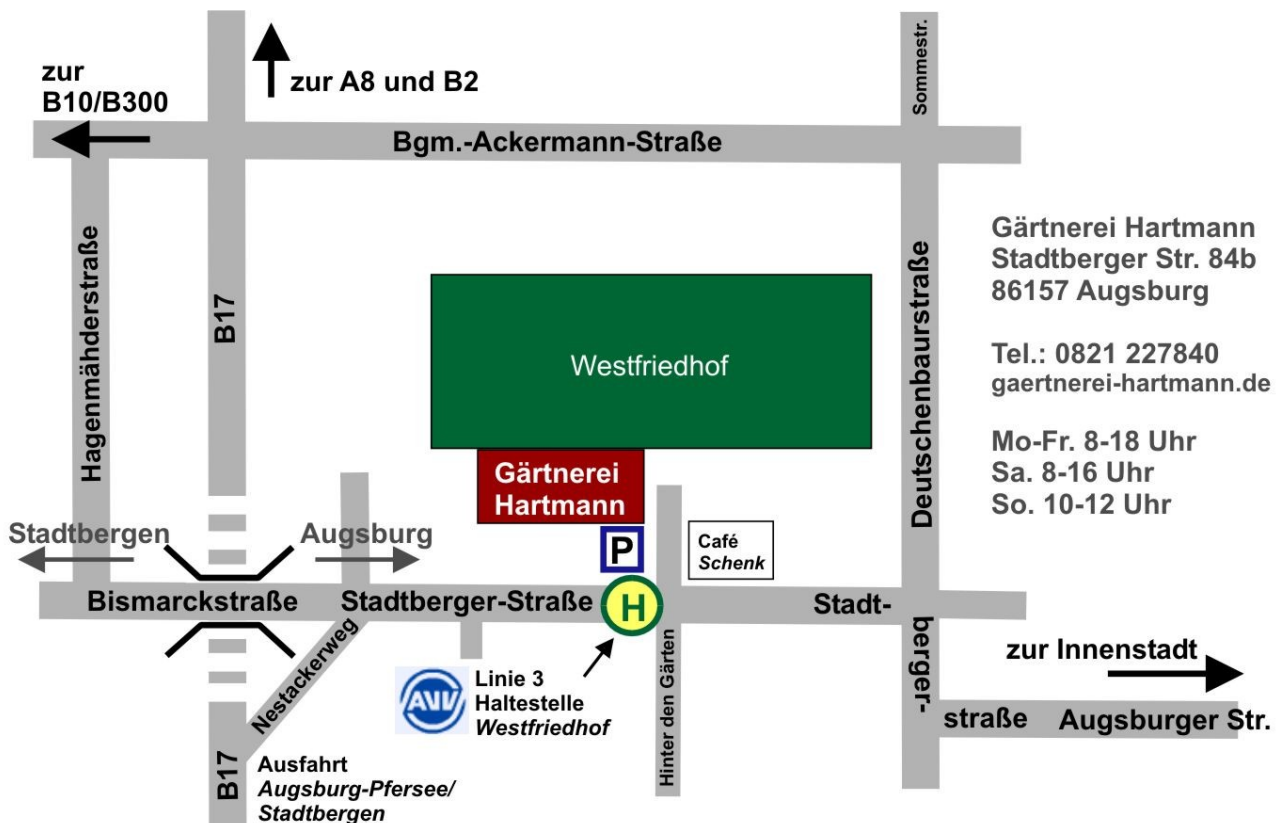 Sommestr.
zur
B10/B300
zur A8 und B2
Bgm.-Ackermann-Straße
Hagenmähderstraße
B17
Deutschenbaurstraße
Gärtnerei Hartmann
Stadtberger Str. 84b
86157 Augsburg
Tel.: 0821 227840
gaertnerei-hartmann.de
Mo-Fr. 8-18 Uhr
Sa. 8-16 Uhr
So. 10-12 Uhr
Westfriedhof
Gärtnerei
Hartmann
P
Café
Schenk
Stadtbergen
Augsburg
Bismarckstraße
Stadtberger-Straße
H
Stadt-
berger-
straße
Augsburger Str.
zur Innenstadt
Nestackerweg
AVV
Linie 3
Haltestelle
Westfriedhof
Hinter den Gärten
B17
Ausfahrt
Augsburg-Pfersee/
Stadtbergen